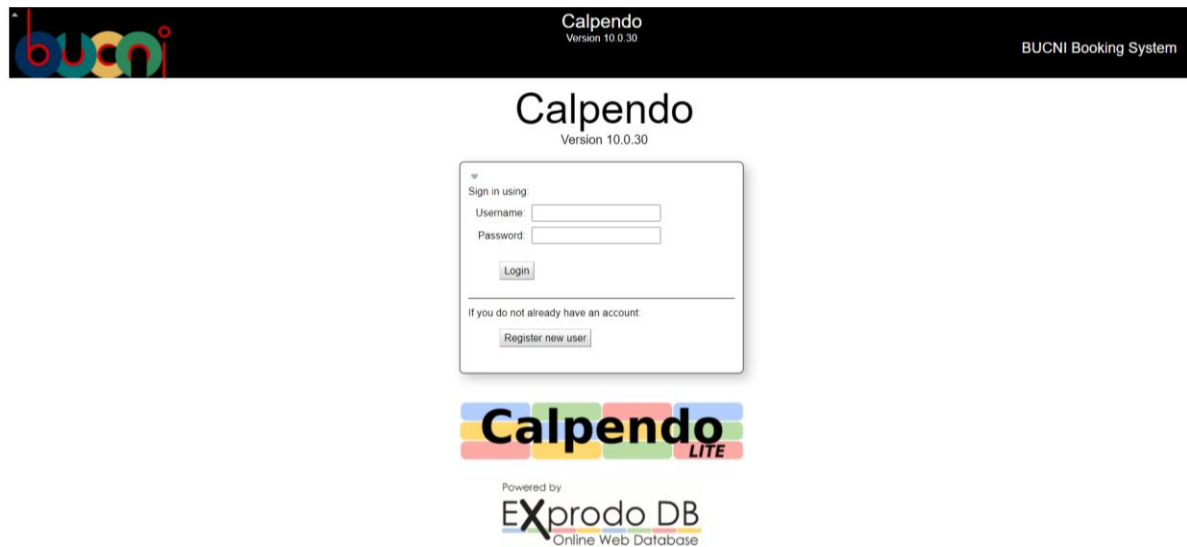 bucni
Calpendo
Version 10.0.30
BUCNI Booking System
Calpendo
Version 10.0.30
Sign in using:
Username:
Password:
Login
If you do not already have an account:
Register new user
Calpendo
LITE
Powered by
EXprodo DB
Online Web Database